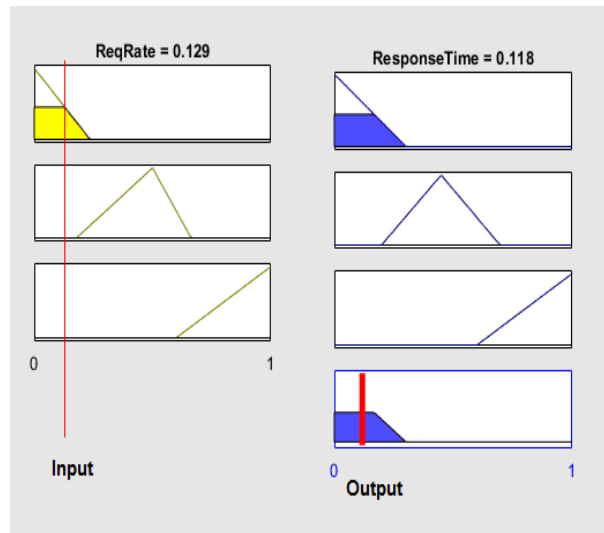 ReqRate = 0.129
ResponseTime = 0.118
0 1
0 1
Input
Output